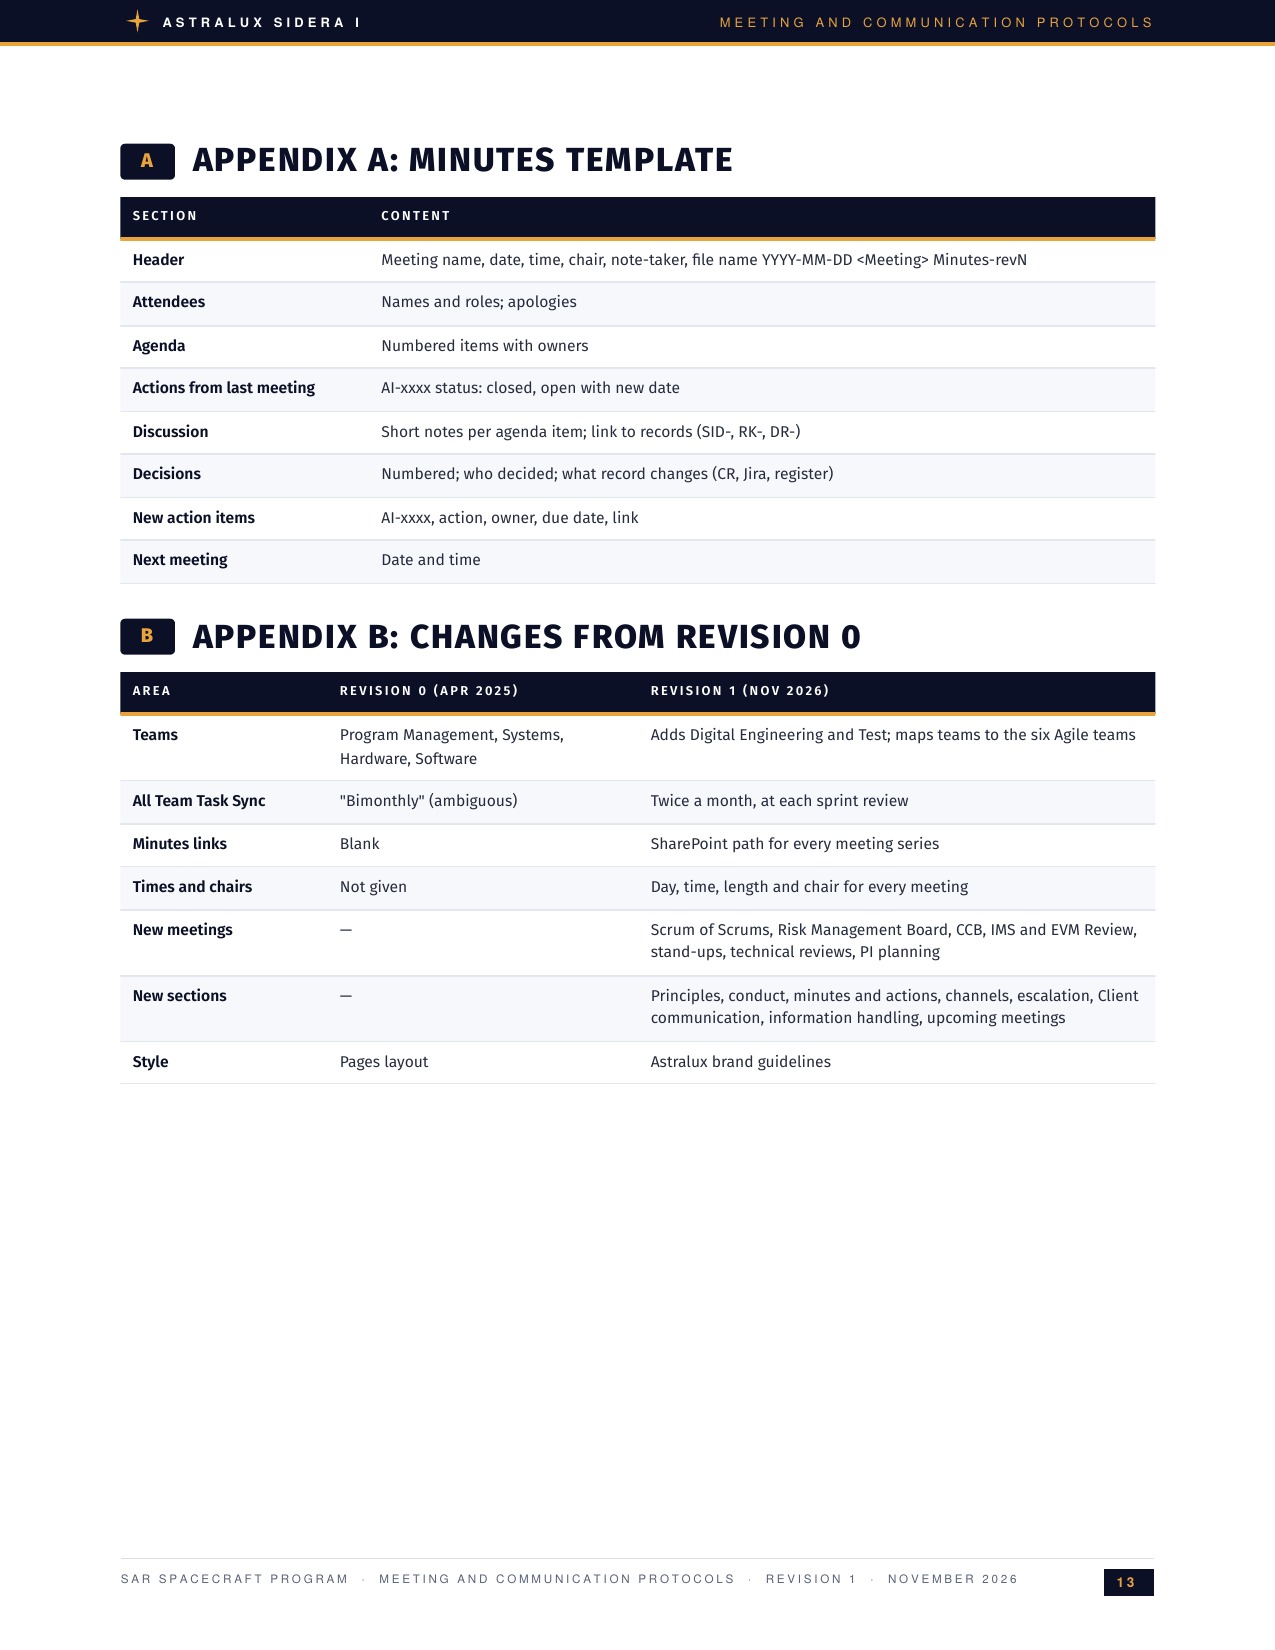 ASTRALUX SIDERA I
MEETING AND COMMUNICATION PROTOCOLS
A
APPENDIX A: MINUTES TEMPLATE
SECTION CONTENT
Header Meeting name, date, time, chair, note-taker, file name YYYY-MM-DD <Meeting> Minutes-revN
Attendees Names and roles; apologies
Agenda Numbered items with owners
Actions from last meeting AI-xxxx status: closed, open with new date
Discussion Short notes per agenda item; link to records (SID-, RK-, DR-)
Decisions Numbered; who decided; what record changes (CR, Jira, register)
New action items AI-xxxx, action, owner, due date, link
Next meeting Date and time
B
APPENDIX B: CHANGES FROM REVISION 0
AREA REVISION 0 (APR 2025) REVISION 1 (NOV 2026)
Teams Program Management, Systems, Adds Digital Engineering and Test; maps teams to the six Agile teams
Hardware, Software
All Team Task Sync "Bimonthly" (ambiguous) Twice a month, at each sprint review
Minutes links Blank SharePoint path for every meeting series
Times and chairs Not given Day, time, length and chair for every meeting
New meetings — Scrum of Scrums, Risk Management Board, CCB, IMS and EVM Review,
stand-ups, technical reviews, PI planning
New sections — Principles, conduct, minutes and actions, channels, escalation, Client
communication, information handling, upcoming meetings
Style Pages layout Astralux brand guidelines
SAR SPACECRAFT PROGRAM · MEETING AND COMMUNICATION PROTOCOLS · REVISION 1 · NOVEMBER 2026
13